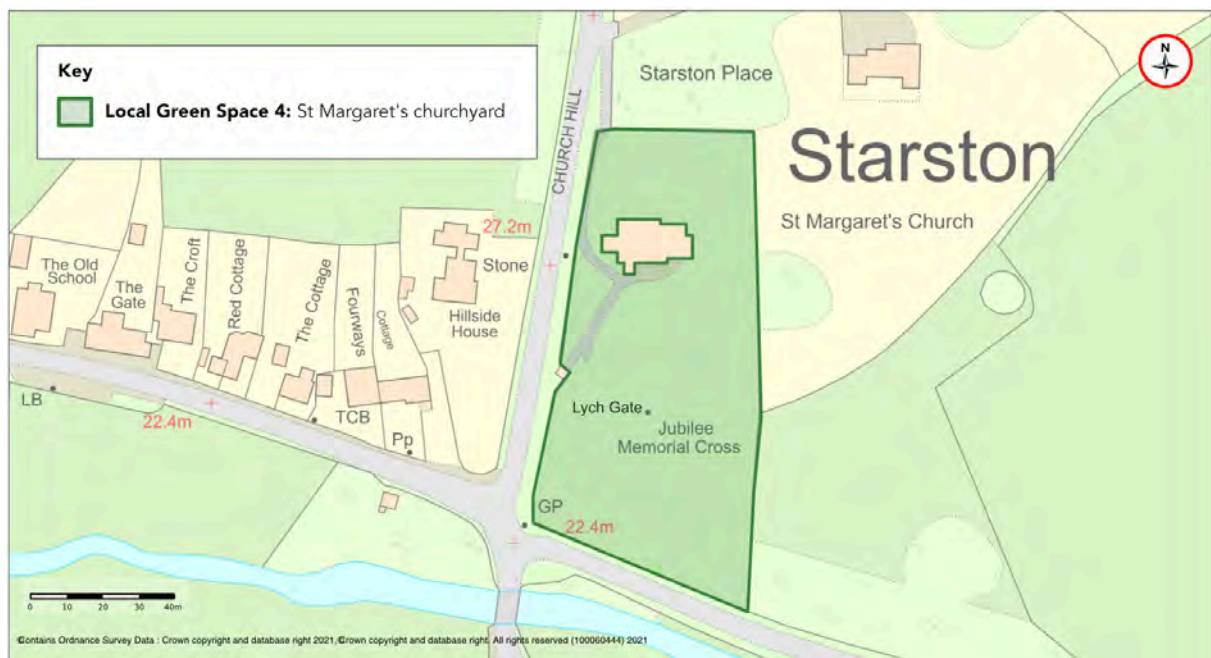 Key
Local Green Space 4: St Margaret's churchyard
N
Starston Place
CHURCH HILL
Starston
St Margaret's Church
27.2m
Stone
Hillside
House
The Old
School
The
Gate
The Croft
Red Cottage
The Cottage
Fourways
Cottage
LB
22.4m
TCB
Pp
Lych Gate
Jubilee
Memorial Cross
GP
22.4m
0 10 20 30 40m
©Contains Ordnance Survey Data : Crown copyright and database right 2021,©Crown copyright and database right. All rights reserved (100060444) 2021